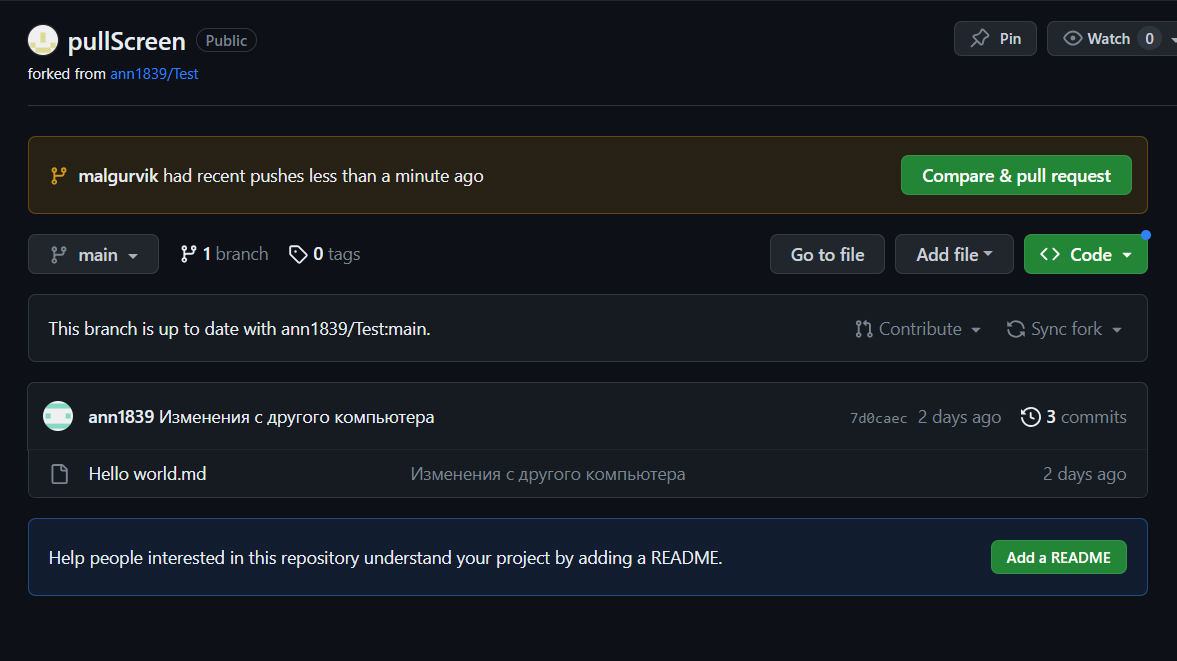 pullScreen Public Pin Watch 0
forked from ann1839/Test
malgurvik had recent pushes less than a minute ago Compare & pull request
main 1 branch 0 tags Go to file Add file Code
This branch is up to date with ann1839/Test:main. Contribute Sync fork
ann1839 Изменения с другого компьютера 7d0caec 2 days ago 3 commits
Hello world.md Изменения с другого компьютера 2 days ago
Help people interested in this repository understand your project by adding a README. Add a README